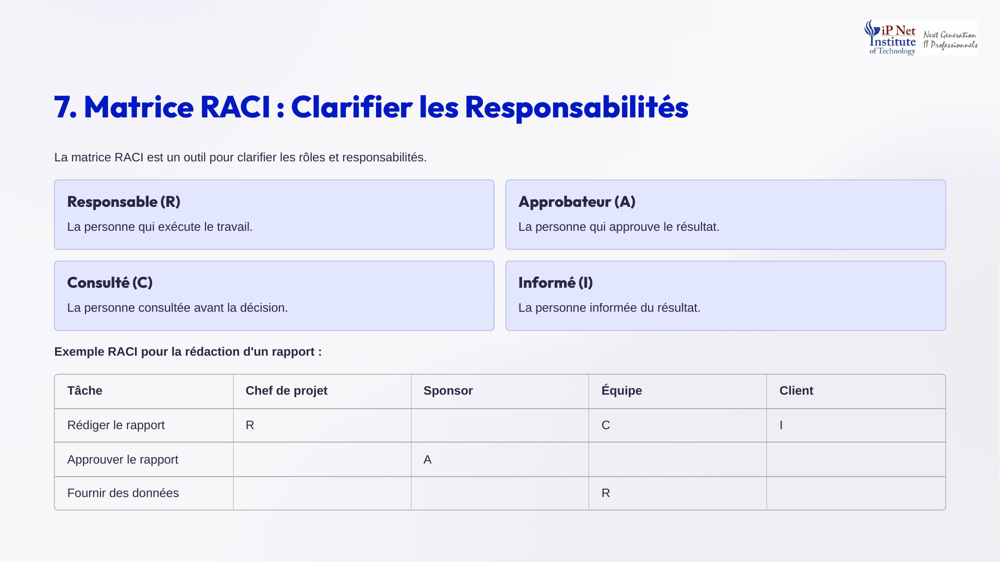 iP Net
Institute
of Technology
Next Generation
IT Professionnels
7. Matrice RACI : Clarifier les Responsabilités
La matrice RACI est un outil pour clarifier les rôles et responsabilités.
Responsable (R)
La personne qui exécute le travail.
Approbateur (A)
La personne qui approuve le résultat.
Consulté (C)
La personne consultée avant la décision.
Informé (I)
La personne informée du résultat.
Exemple RACI pour la rédaction d'un rapport :
Tâche Chef de projet Sponsor Équipe Client
Rédiger le rapport R C I
Approuver le rapport A
Fournir des données R